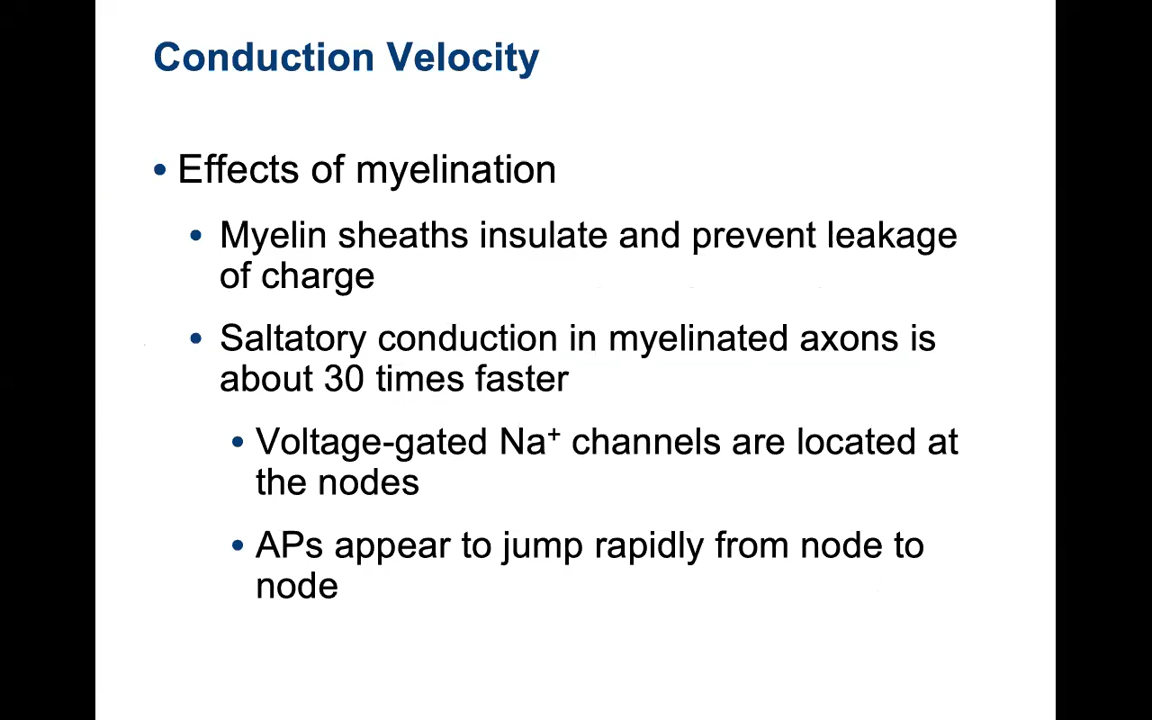 Conduction Velocity
• Effects of myelination
• Myelin sheaths insulate and prevent leakage
of charge
• Saltatory conduction in myelinated axons is
about 30 times faster
• Voltage-gated Na⁺ channels are located at
the nodes
• APs appear to jump rapidly from node to
node